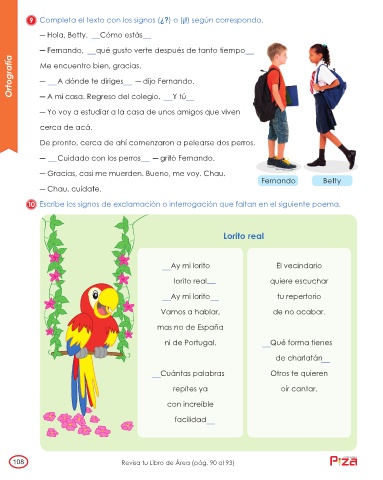 Ortografía
9 Completa el texto con los signos (¿?) o (¡!) según corresponda.
— Hola, Betty. __Cómo estás__
— Fernando, __qué gusto verte después de tanto tiempo__
Me encuentro bien, gracias.
— __A dónde te diriges__ — dijo Fernando.
— A mi casa. Regreso del colegio. __Y tú__
— Yo voy a estudiar a la casa de unos amigos que viven
cerca de acá.
De pronto, cerca de ahí comenzaron a pelearse dos perros.
— __Cuidado con los perros__ — gritó Fernando.
— Gracias, casi me muerden. Bueno, me voy. Chau.
— Chau, cuídate.
Fernando
Betty
10 Escribe los signos de exclamación o interrogación que faltan en el siguiente poema.
Lorito real
__Ay mi lorito
lorito real__
__Ay mi lorito__
Vamos a hablar,
mas no de España
ni de Portugal.
__Cuántas palabras
repites ya
con increíble
facilidad__
El vecindario
quiere escuchar
tu repertorio
de no acabar.
__Qué forma tienes
de charlatán__
Otros te quieren
oír cantar.
108
Revisa tu Libro de Área (pág. 90 al 93)
P:ZA